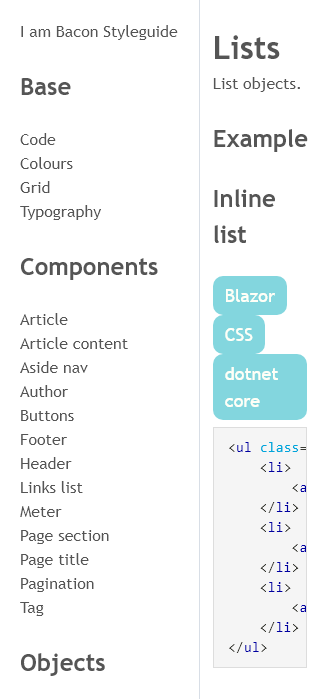 I am Bacon Styleguide
Base
Code
Colours
Grid
Typography
Components
Article
Article content
Aside nav
Author
Buttons
Footer
Header
Links list
Meter
Page section
Page title
Pagination
Tag
Objects
Lists
List objects.
Example
Inline
list
Blazor
CSS
dotnet
core
<ul class=
<li>
<a
</li>
<li>
<a
</li>
<li>
<a
</li>
</ul>